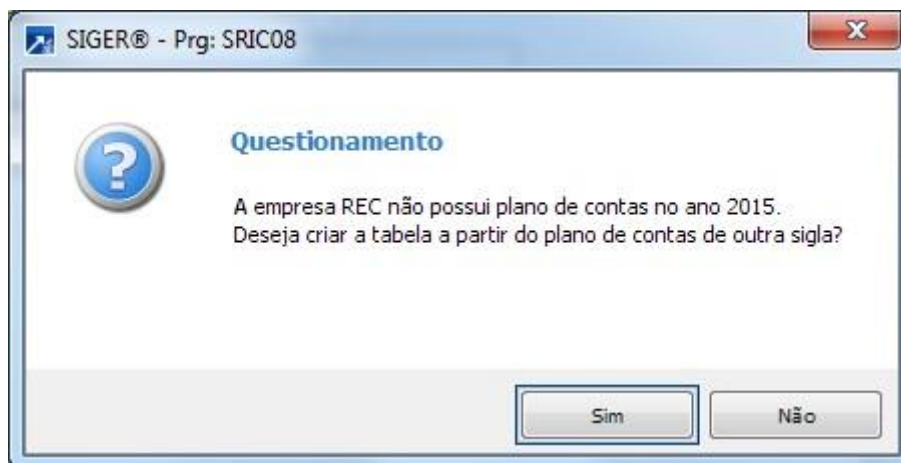 SIGER® - Prg: SRIC08
Questionamento
A empresa REC não possui plano de contas no ano 2015.
Deseja criar a tabela a partir do plano de contas de outra sigla?
Sim
Não